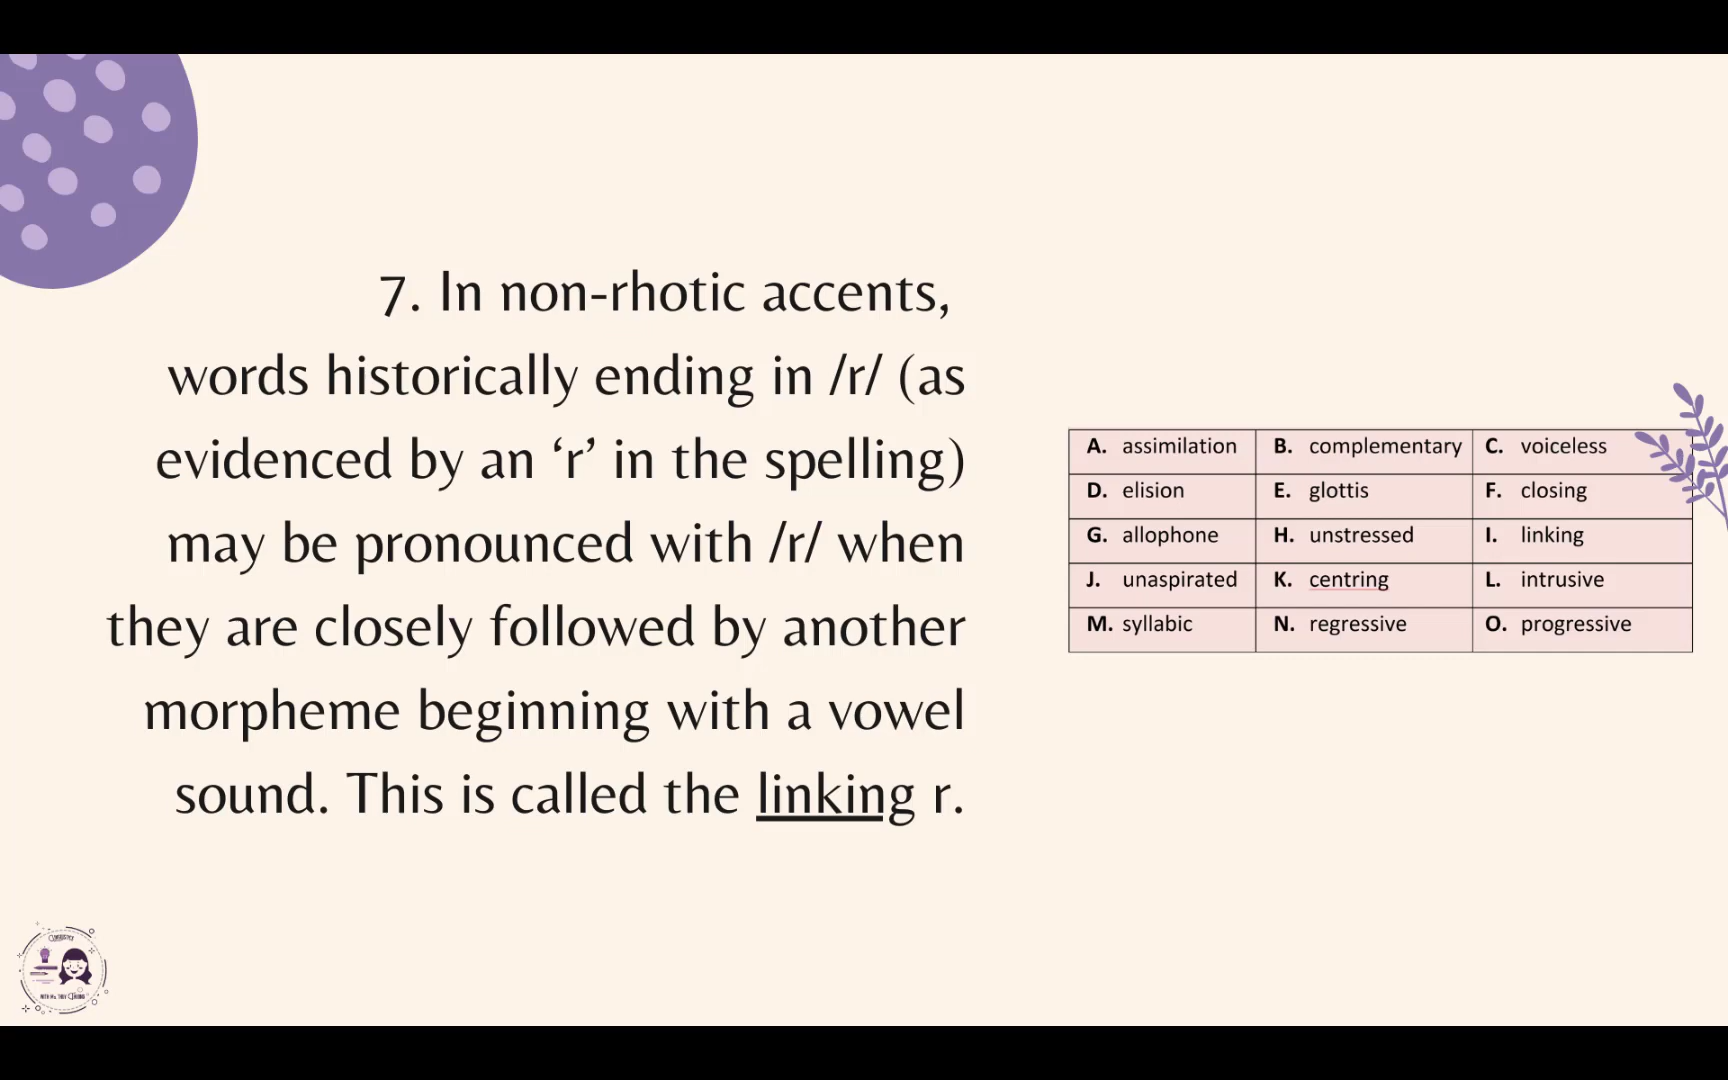 7. In non-rhotic accents,
words historically ending in /r/ (as
evidenced by an ‘r’ in the spelling)
may be pronounced with /r/ when
they are closely followed by another
morpheme beginning with a vowel
sound. This is called the linking r.
A. assimilation B. complementary C. voiceless
D. elision E. glottis F. closing
G. allophone H. unstressed I. linking
J. unaspirated K. centring L. intrusive
M. syllabic N. regressive O. progressive